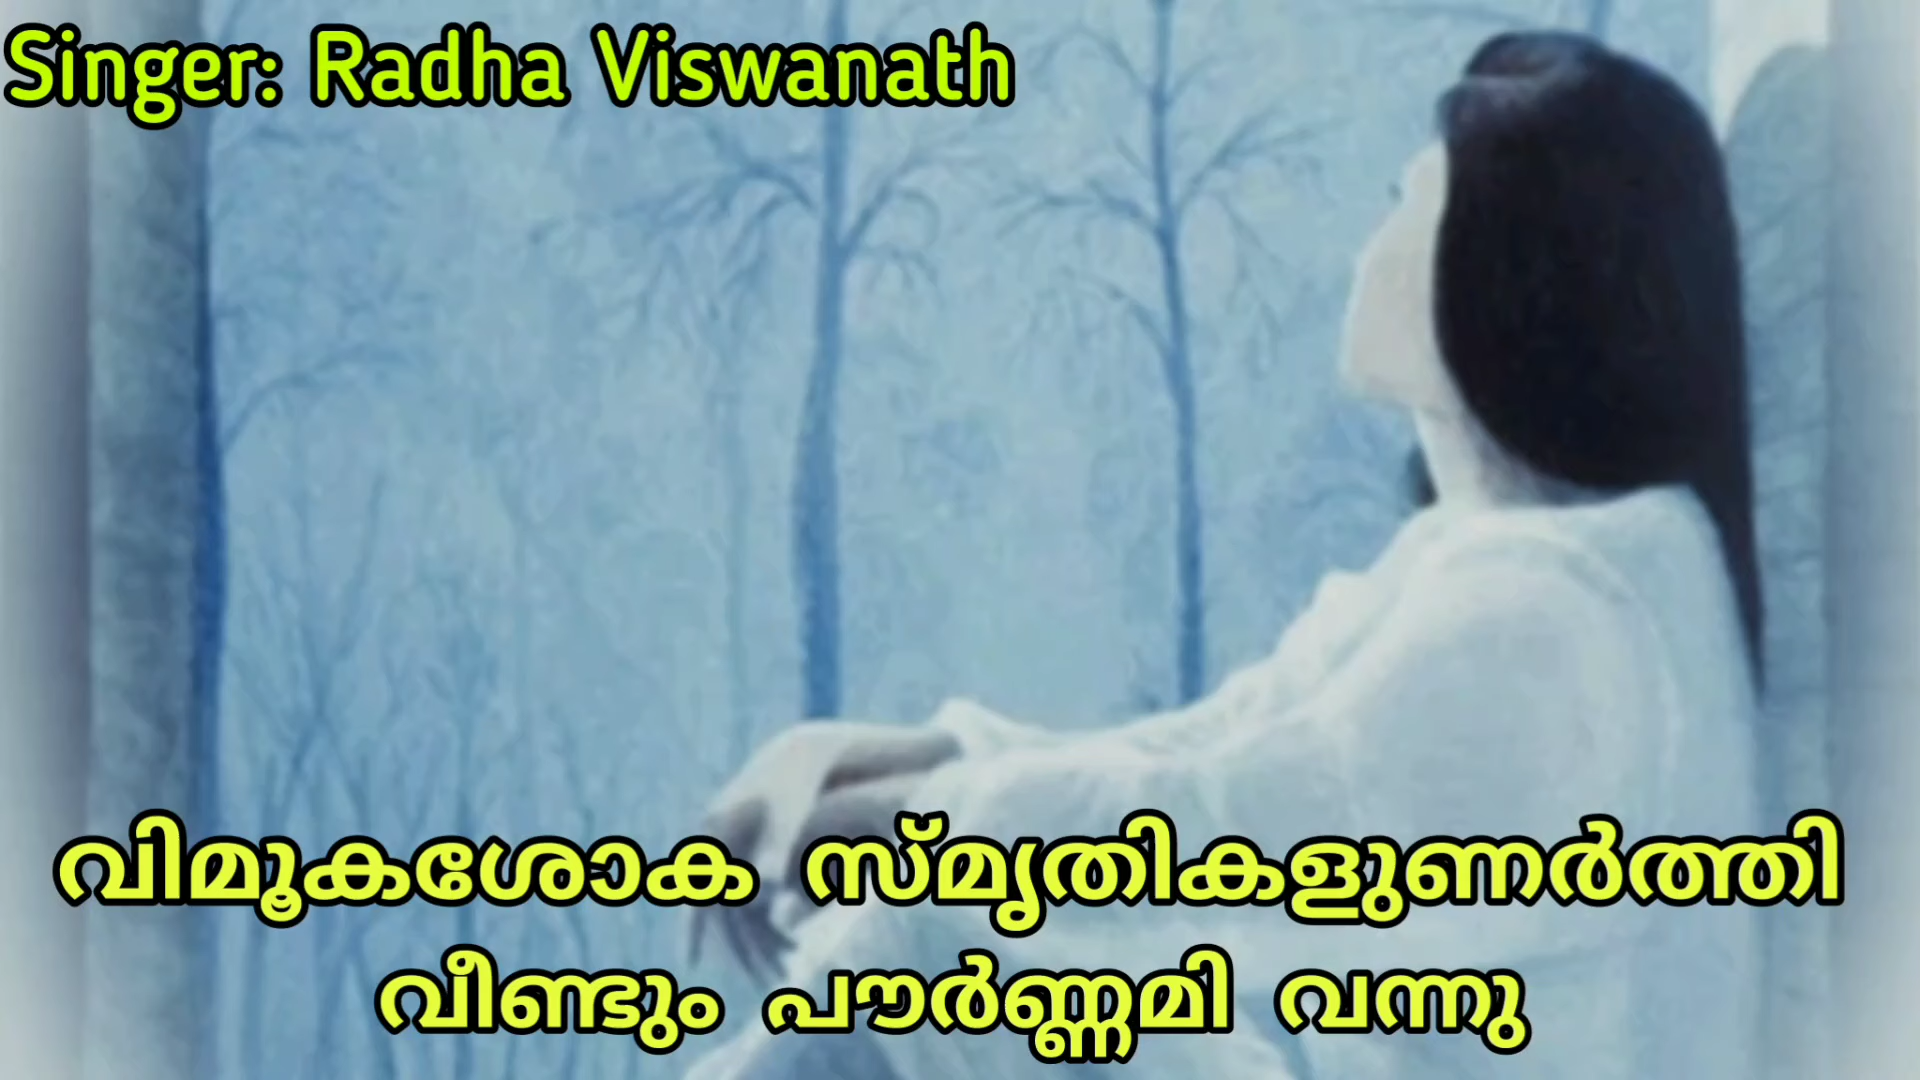 Singer: Radha Viswanath
വിമൂകശോക സ്മൃതികളുണർത്തി
വീണ്ടും പൗർണ്ണമി വന്നു